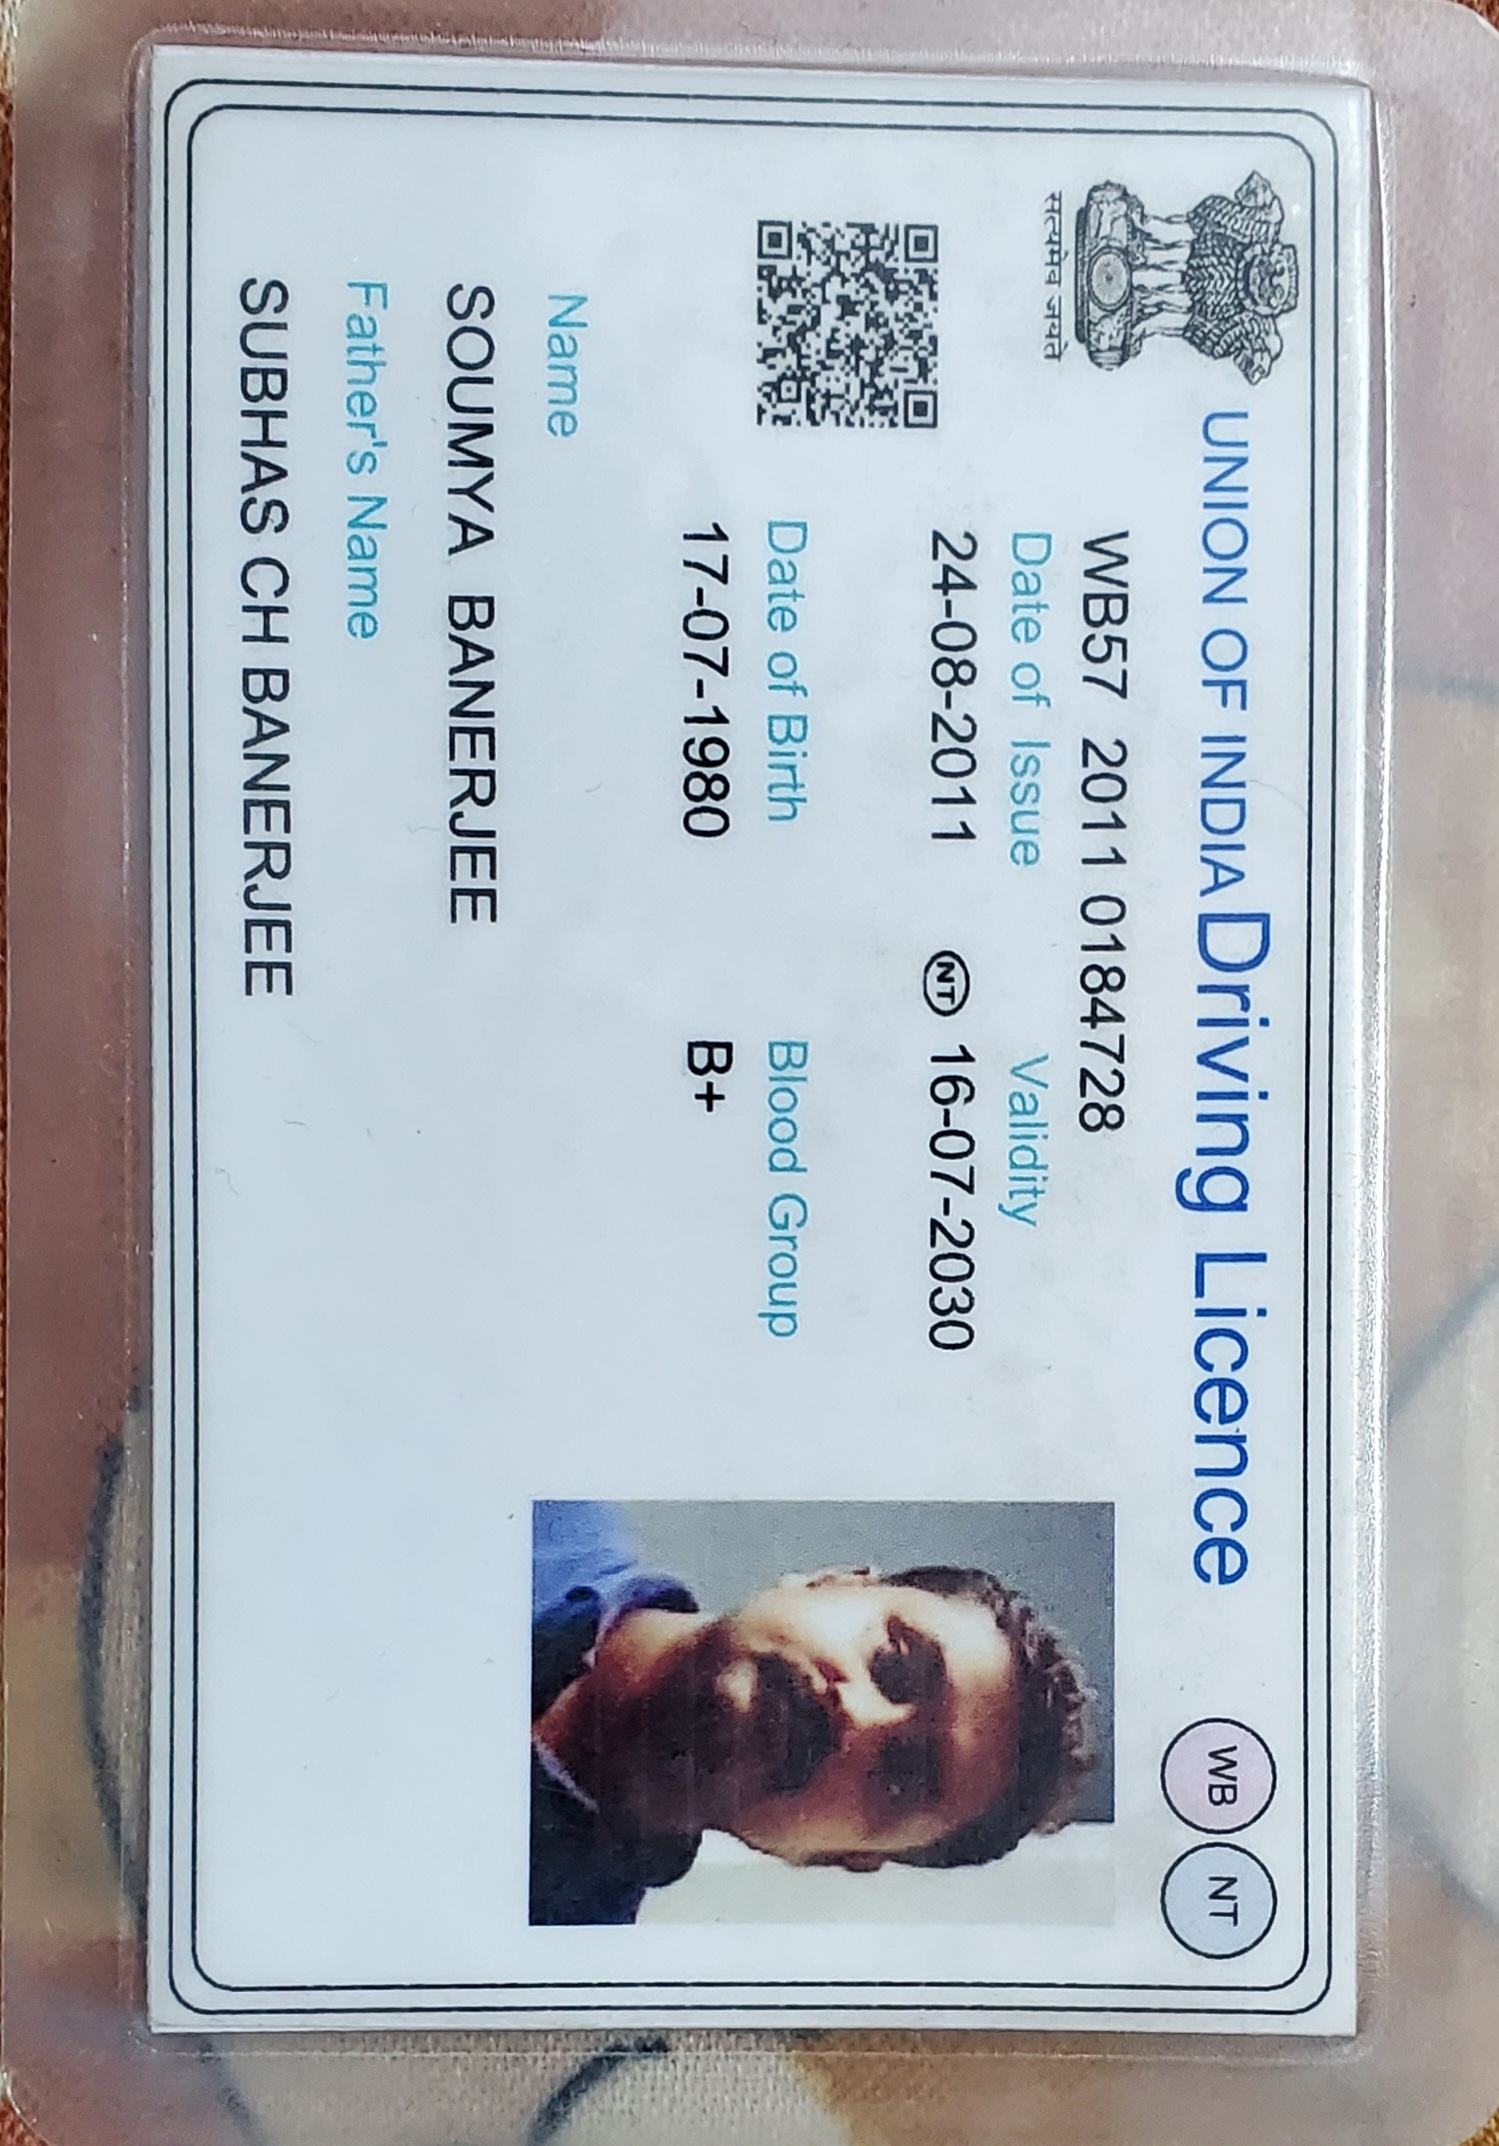 UNION OF INDIA Driving Licence WB NT
सत्यमेव जयते
WB57 2011 0184728
Date of Issue Validity
24-08-2011 NT 16-07-2030
Date of Birth Blood Group
17-07-1980 B+
Name
SOUMYA BANERJEE
Father's Name
SUBHAS CH BANERJEE